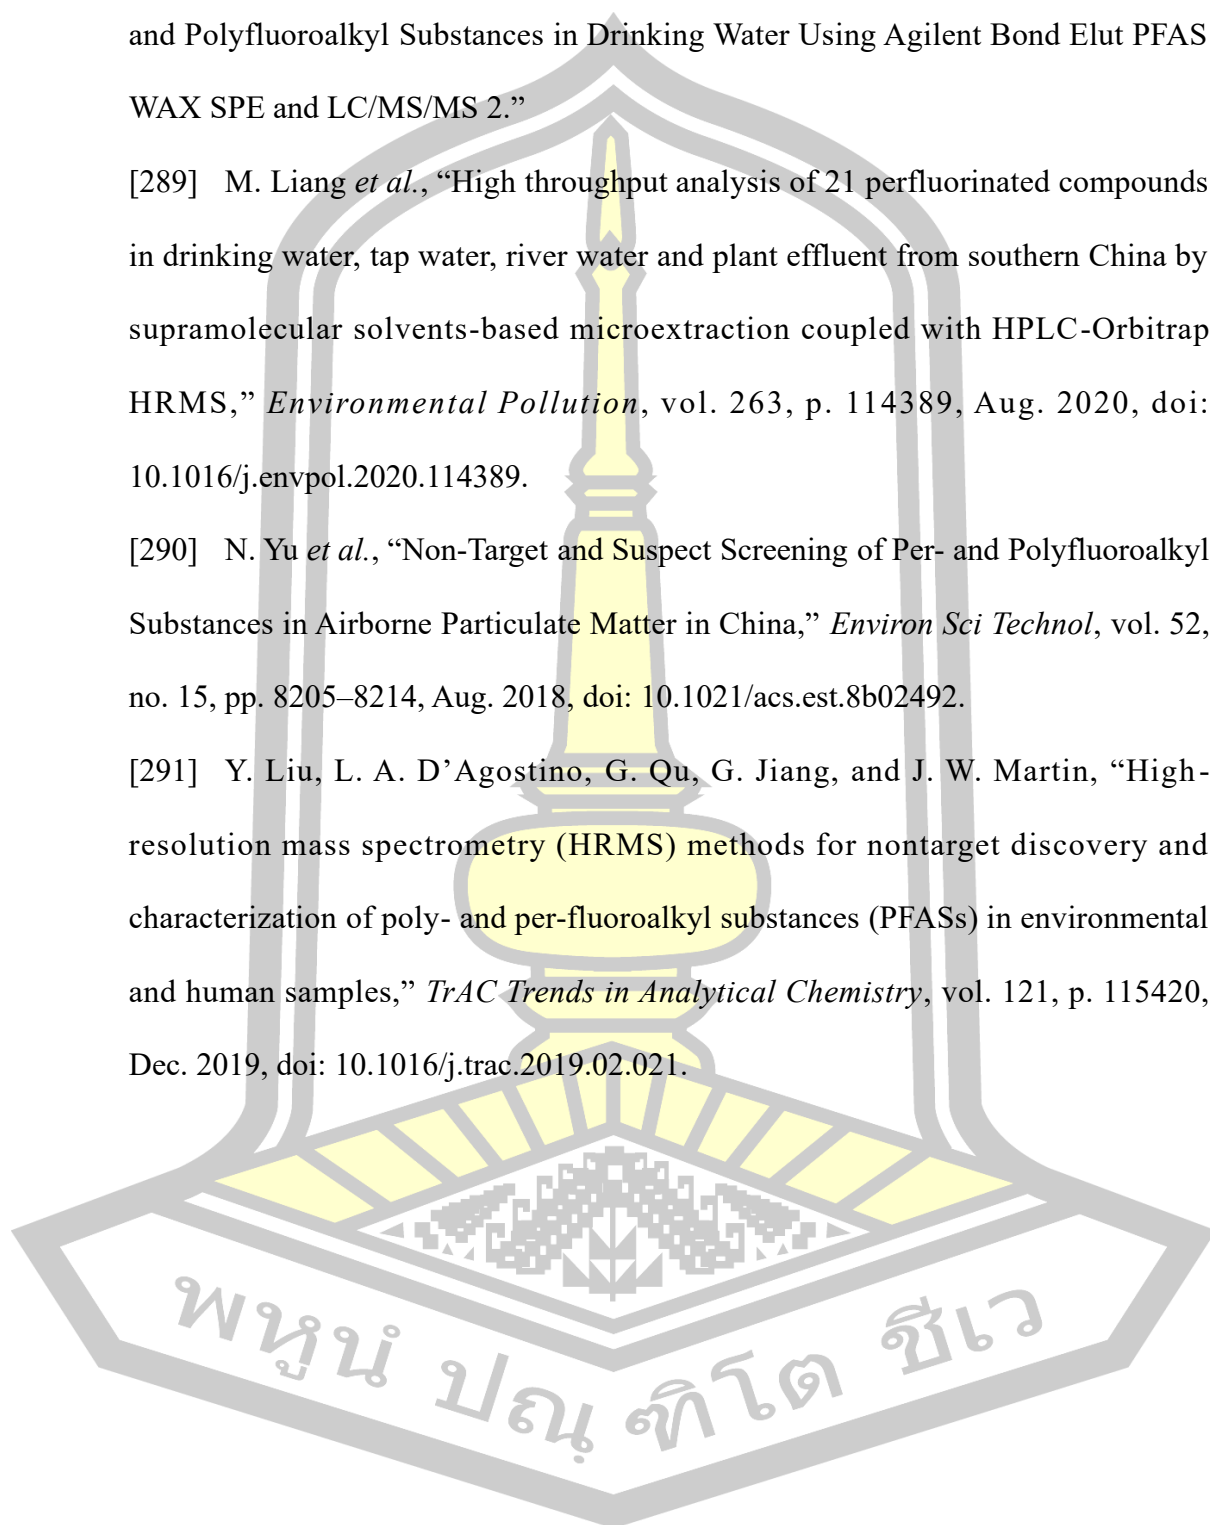 and Polyfluoroalkyl Substances in Drinking Water Using Agilent Bond Elut PFAS
WAX SPE and LC/MS/MS 2.”
[289] M. Liang et al., “High throughput analysis of 21 perfluorinated compounds
in drinking water, tap water, river water and plant effluent from southern China by
supramolecular solvents-based microextraction coupled with HPLC-Orbitrap
HRMS,” Environmental Pollution, vol. 263, p. 114389, Aug. 2020, doi:
10.1016/j.envpol.2020.114389.
[290] N. Yu et al., “Non-Target and Suspect Screening of Per- and Polyfluoroalkyl
Substances in Airborne Particulate Matter in China,” Environ Sci Technol, vol. 52,
no. 15, pp. 8205–8214, Aug. 2018, doi: 10.1021/acs.est.8b02492.
[291] Y. Liu, L. A. D’Agostino, G. Qu, G. Jiang, and J. W. Martin, “High-
resolution mass spectrometry (HRMS) methods for nontarget discovery and
characterization of poly- and per-fluoroalkyl substances (PFASs) in environmental
and human samples,” TrAC Trends in Analytical Chemistry, vol. 121, p. 115420,
Dec. 2019, doi: 10.1016/j.trac.2019.02.021.
พหูนํ ปณฺฑิโต ชีเว